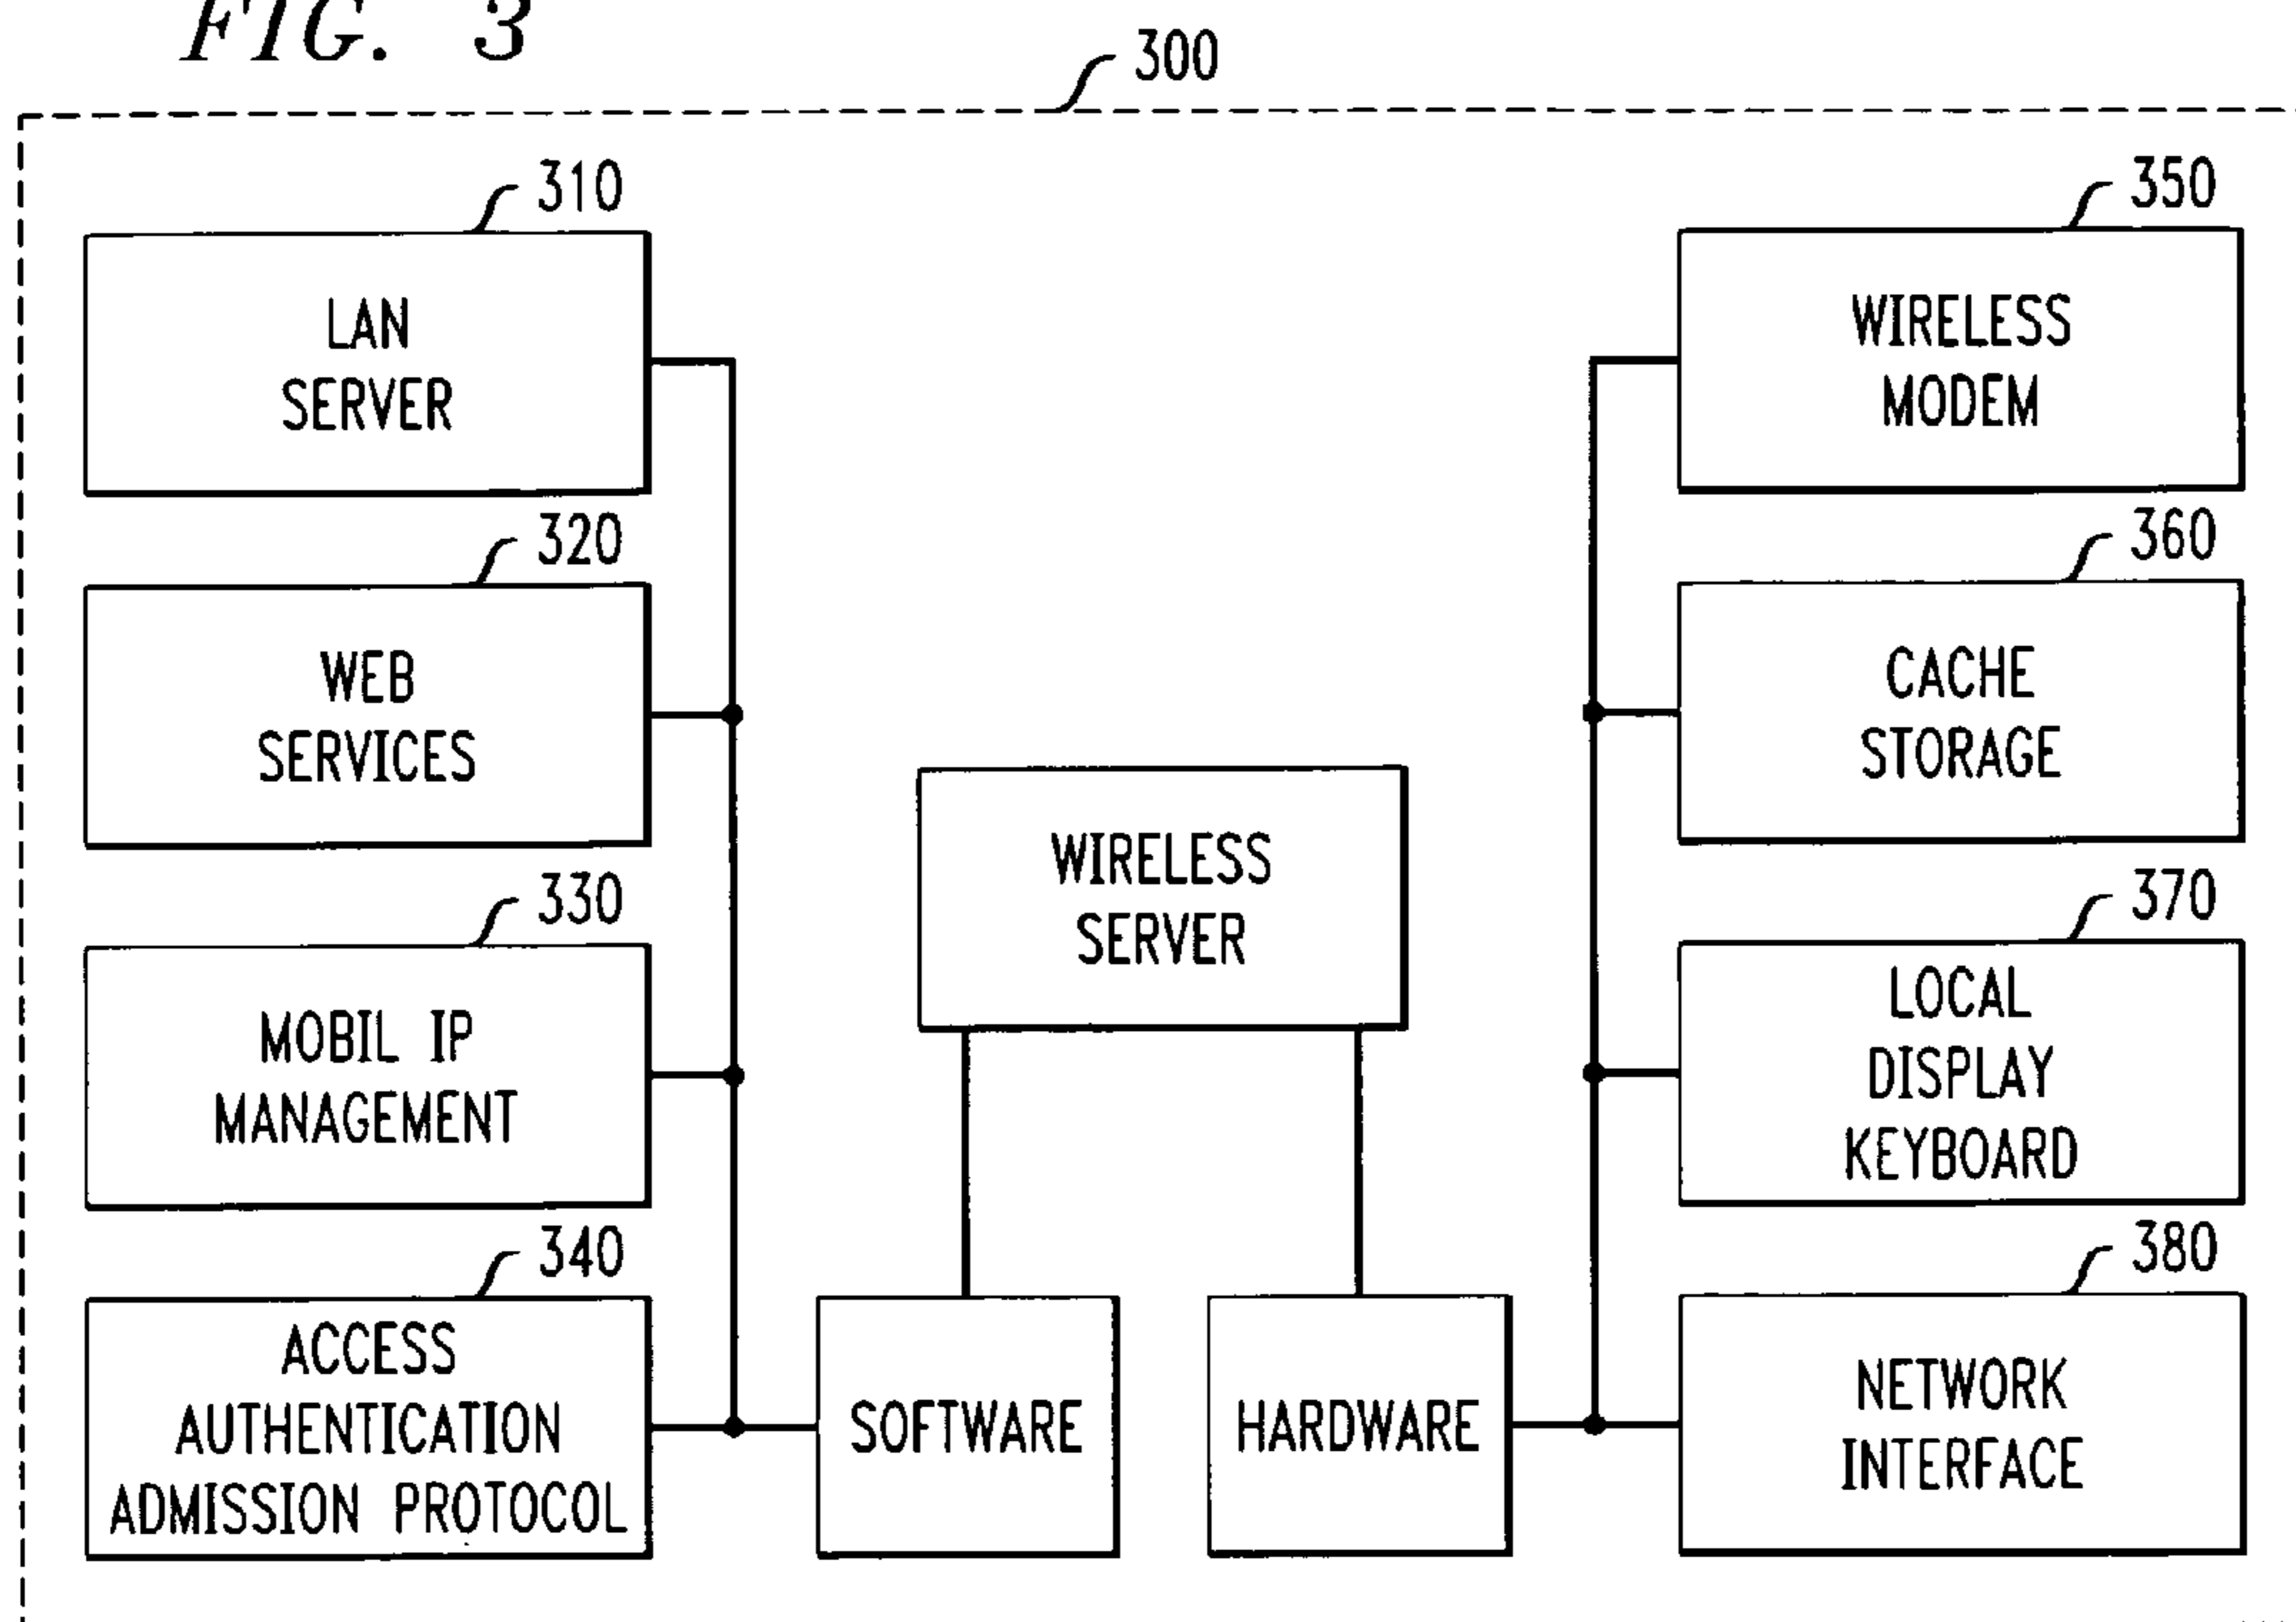 FIG. 3
300
310
LAN
SERVER
320
WEB
SERVICES
330
MOBIL IP
MANAGEMENT
340
ACCESS
AUTHENTICATION
ADMISSION PROTOCOL
WIRELESS
SERVER
SOFTWARE
HARDWARE
350
WIRELESS
MODEM
360
CACHE
STORAGE
370
LOCAL
DISPLAY
KEYBOARD
380
NETWORK
INTERFACE